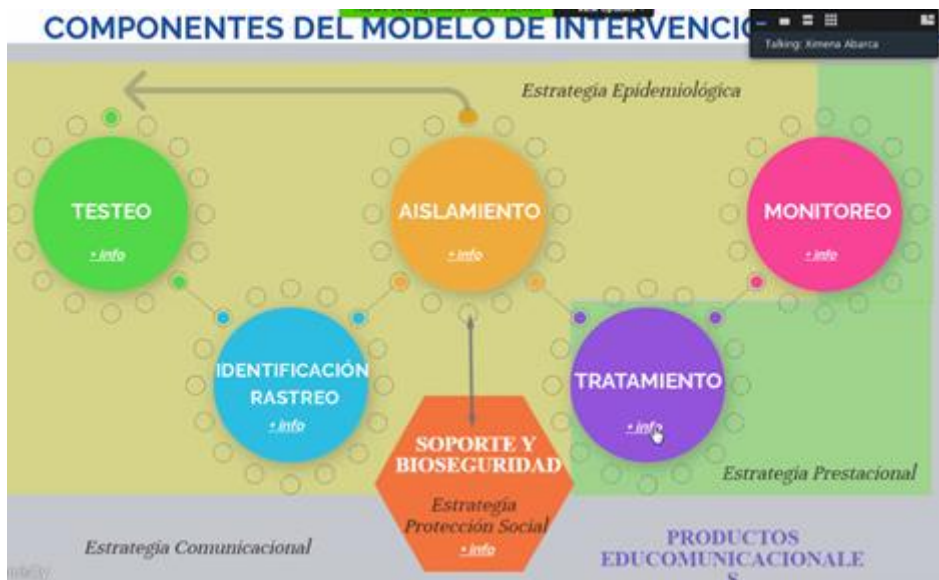 COMPONENTES DEL MODELO DE INTERVENCIÓ
Talking: Ximena Abarca
Estrategia Epidemiológica
TESTEO
+ info
AISLAMIENTO
+ info
MONITOREO
+ info
IDENTIFICACIÓN
RASTREO
+ info
TRATAMIENTO
+ info
SOPORTE Y
BIOSEGURIDAD
Estrategia
Protección Social
+ info
Estrategia Prestacional
Estrategia Comunicacional
PRODUCTOS
EDUCOMUNICACIONALE
S